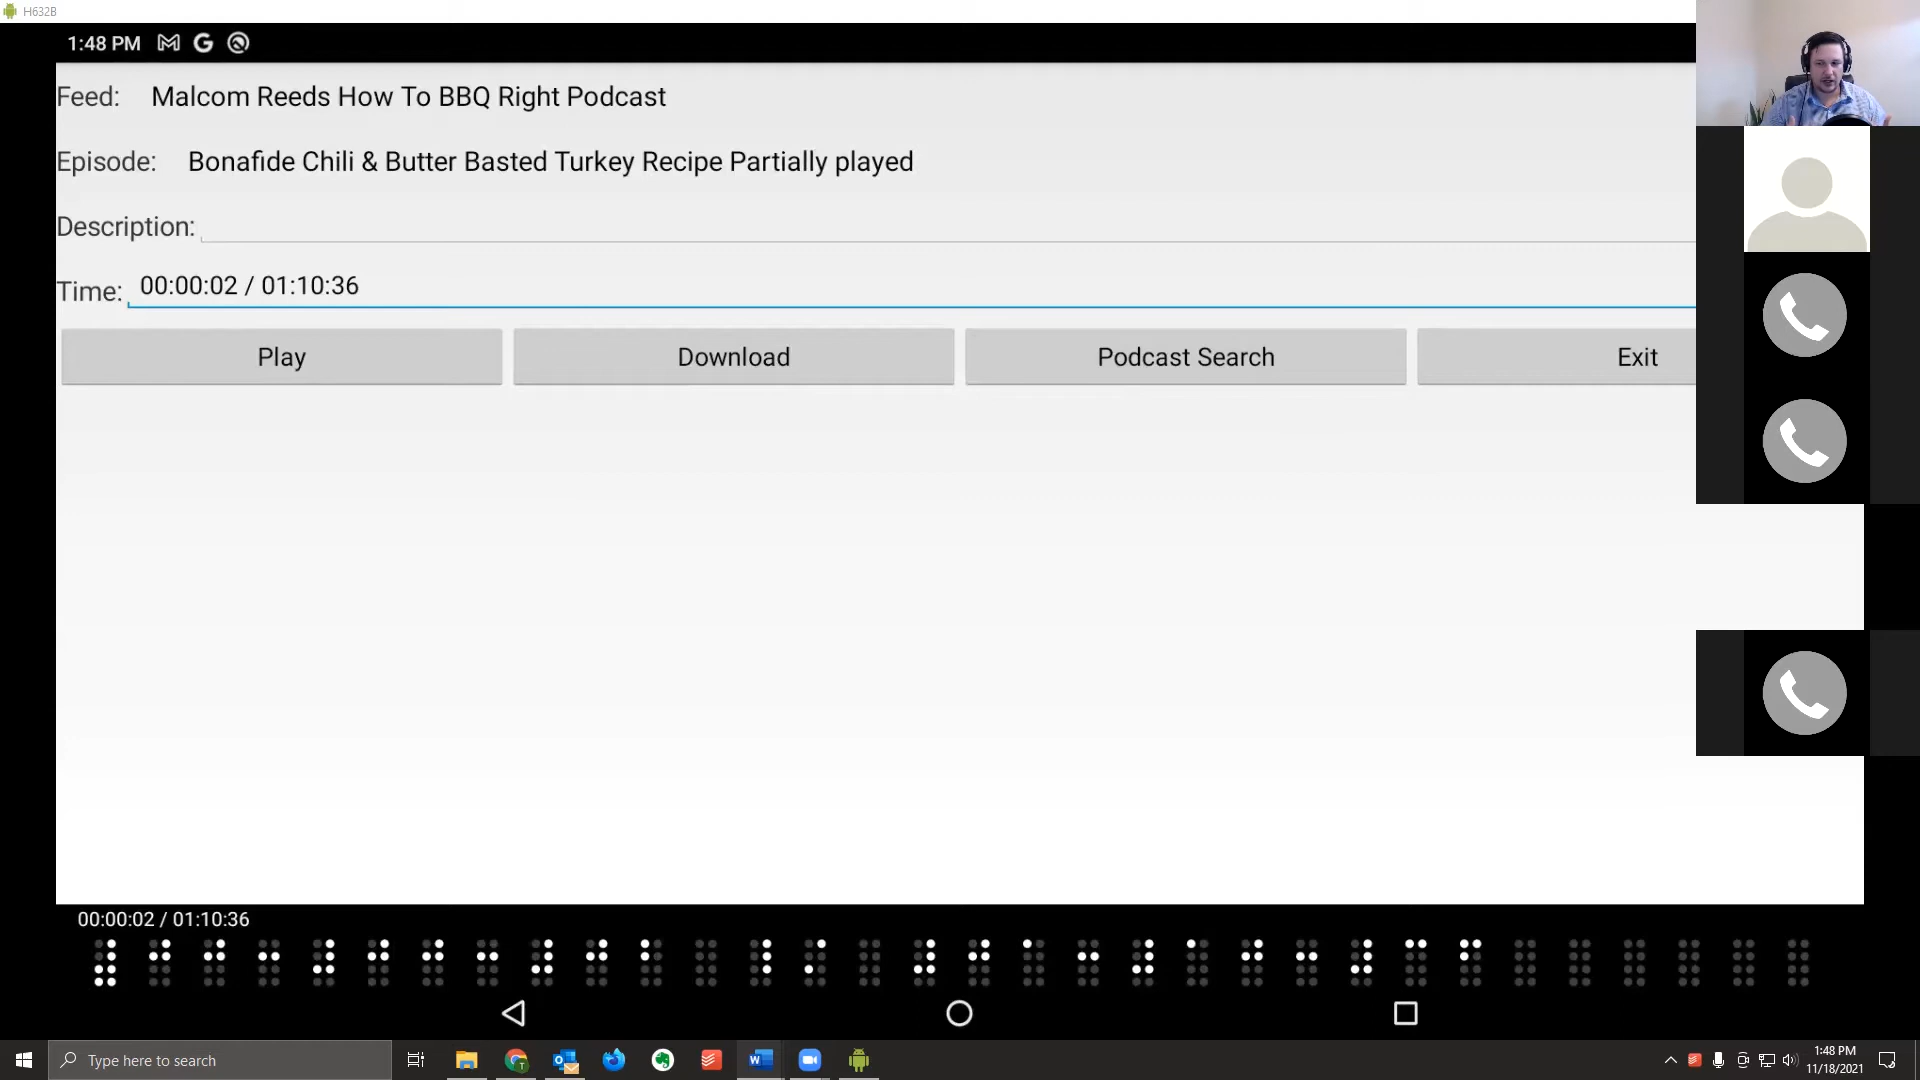 H632B
1:48 PM
Feed: Malcom Reeds How To BBQ Right Podcast
Episode: Bonafide Chili & Butter Basted Turkey Recipe Partially played
Description:
Time: 00:00:02 / 01:10:36
Play Download Podcast Search Exit
00:00:02 / 01:10:36
Type here to search
1:48 PM
11/18/2021